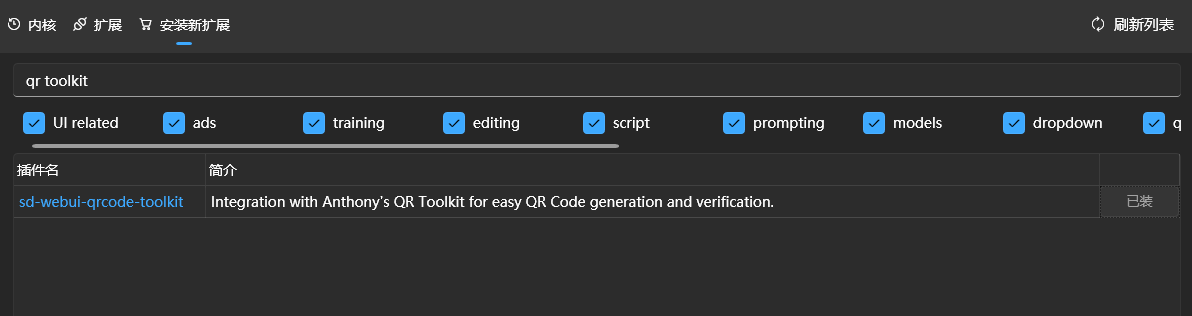 内核 扩展 安装新扩展 刷新列表
qr toolkit
UI related ads training editing script prompting models dropdown q
插件名 简介
sd-webui-qrcode-toolkit Integration with Anthony's QR Toolkit for easy QR Code generation and verification. 已装